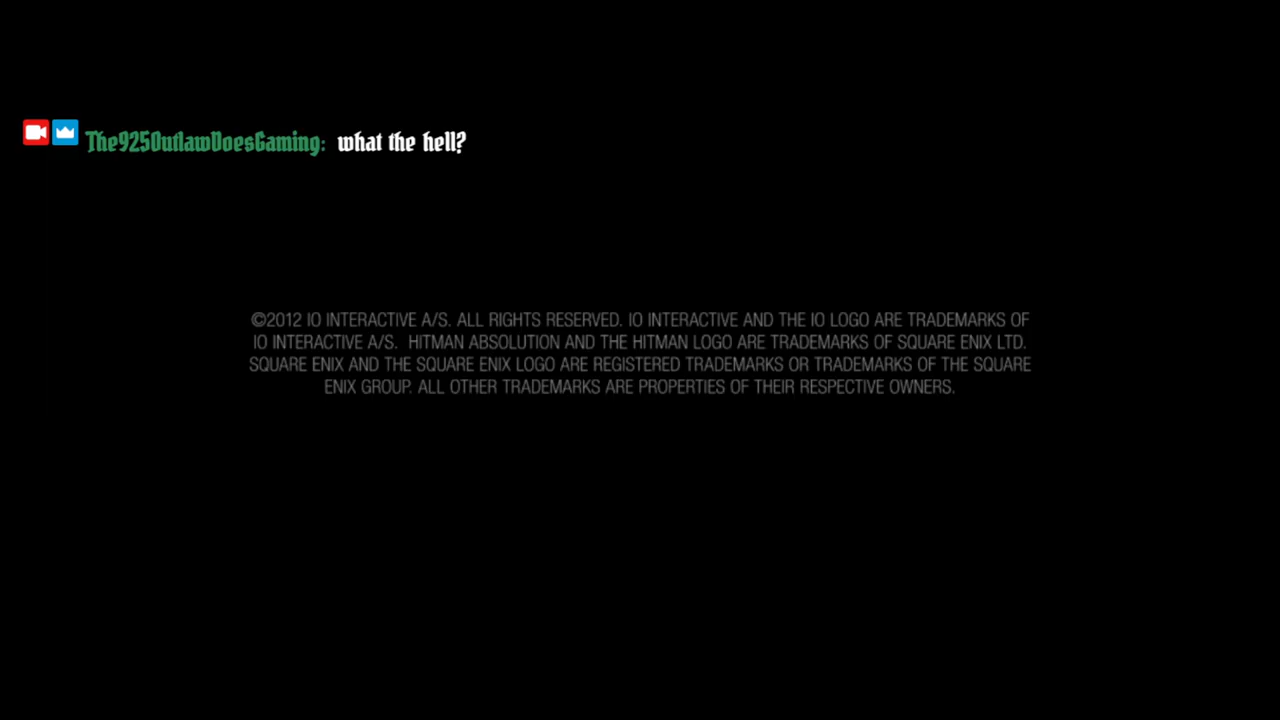 The925OutlawDoesGaming: what the hell?
©2012 IO INTERACTIVE A/S. ALL RIGHTS RESERVED. IO INTERACTIVE AND THE IO LOGO ARE TRADEMARKS OF
IO INTERACTIVE A/S. HITMAN ABSOLUTION AND THE HITMAN LOGO ARE TRADEMARKS OF SQUARE ENIX LTD.
SQUARE ENIX AND THE SQUARE ENIX LOGO ARE REGISTERED TRADEMARKS OR TRADEMARKS OF THE SQUARE
ENIX GROUP. ALL OTHER TRADEMARKS ARE PROPERTIES OF THEIR RESPECTIVE OWNERS.